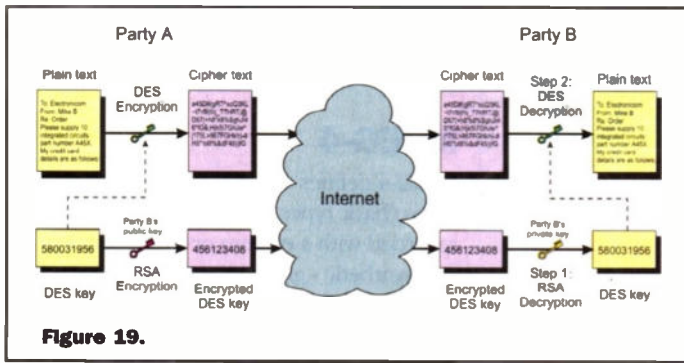 Party A
Party B
Plain text
DES
Encryption
Cipher text
Cipher text
Step 2:
DES
Decryption
Plain text
To: Electronicom
From: Mike B
Re: Order
Please supply 10
integrated circuits
part number A45X.
My credit card
details are as follows:
To: Electronicom
From: Mike B
Re: Order
Please supply 10
integrated circuits
part number A45X.
My credit card
details are as follows:
Internet
580031956
Party B's
public key
RSA
Encryption
456123408
456123408
Party B's
private key
Step 1:
RSA
Decryption
580031956
DES key
Encrypted
DES key
Encrypted
DES key
DES key
Figure 19.